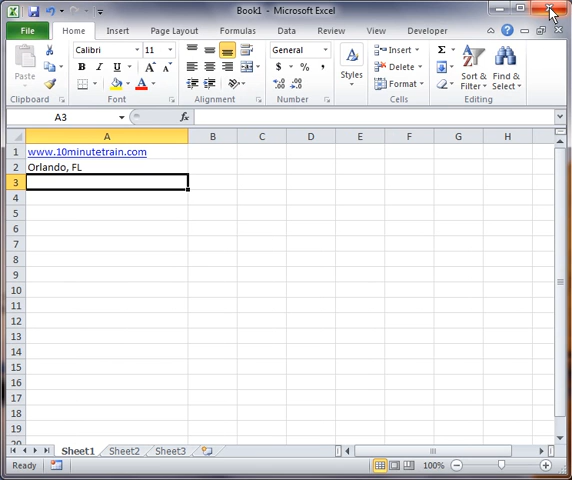 Book1 - Microsoft Excel
File Home Insert Page Layout Formulas Data Review View Developer
Paste Calibri 11 General Styles Insert Delete Format Sort & Filter Find & Select
Clipboard Font Alignment Number Cells Editing
A3 fx
A B C D E F G H
1 www.10minutetrain.com
2 Orlando, FL
3
4
5
6
7
8
9
10
11
12
13
14
15
16
17
18
19
20
Sheet1 Sheet2 Sheet3
Ready 100%